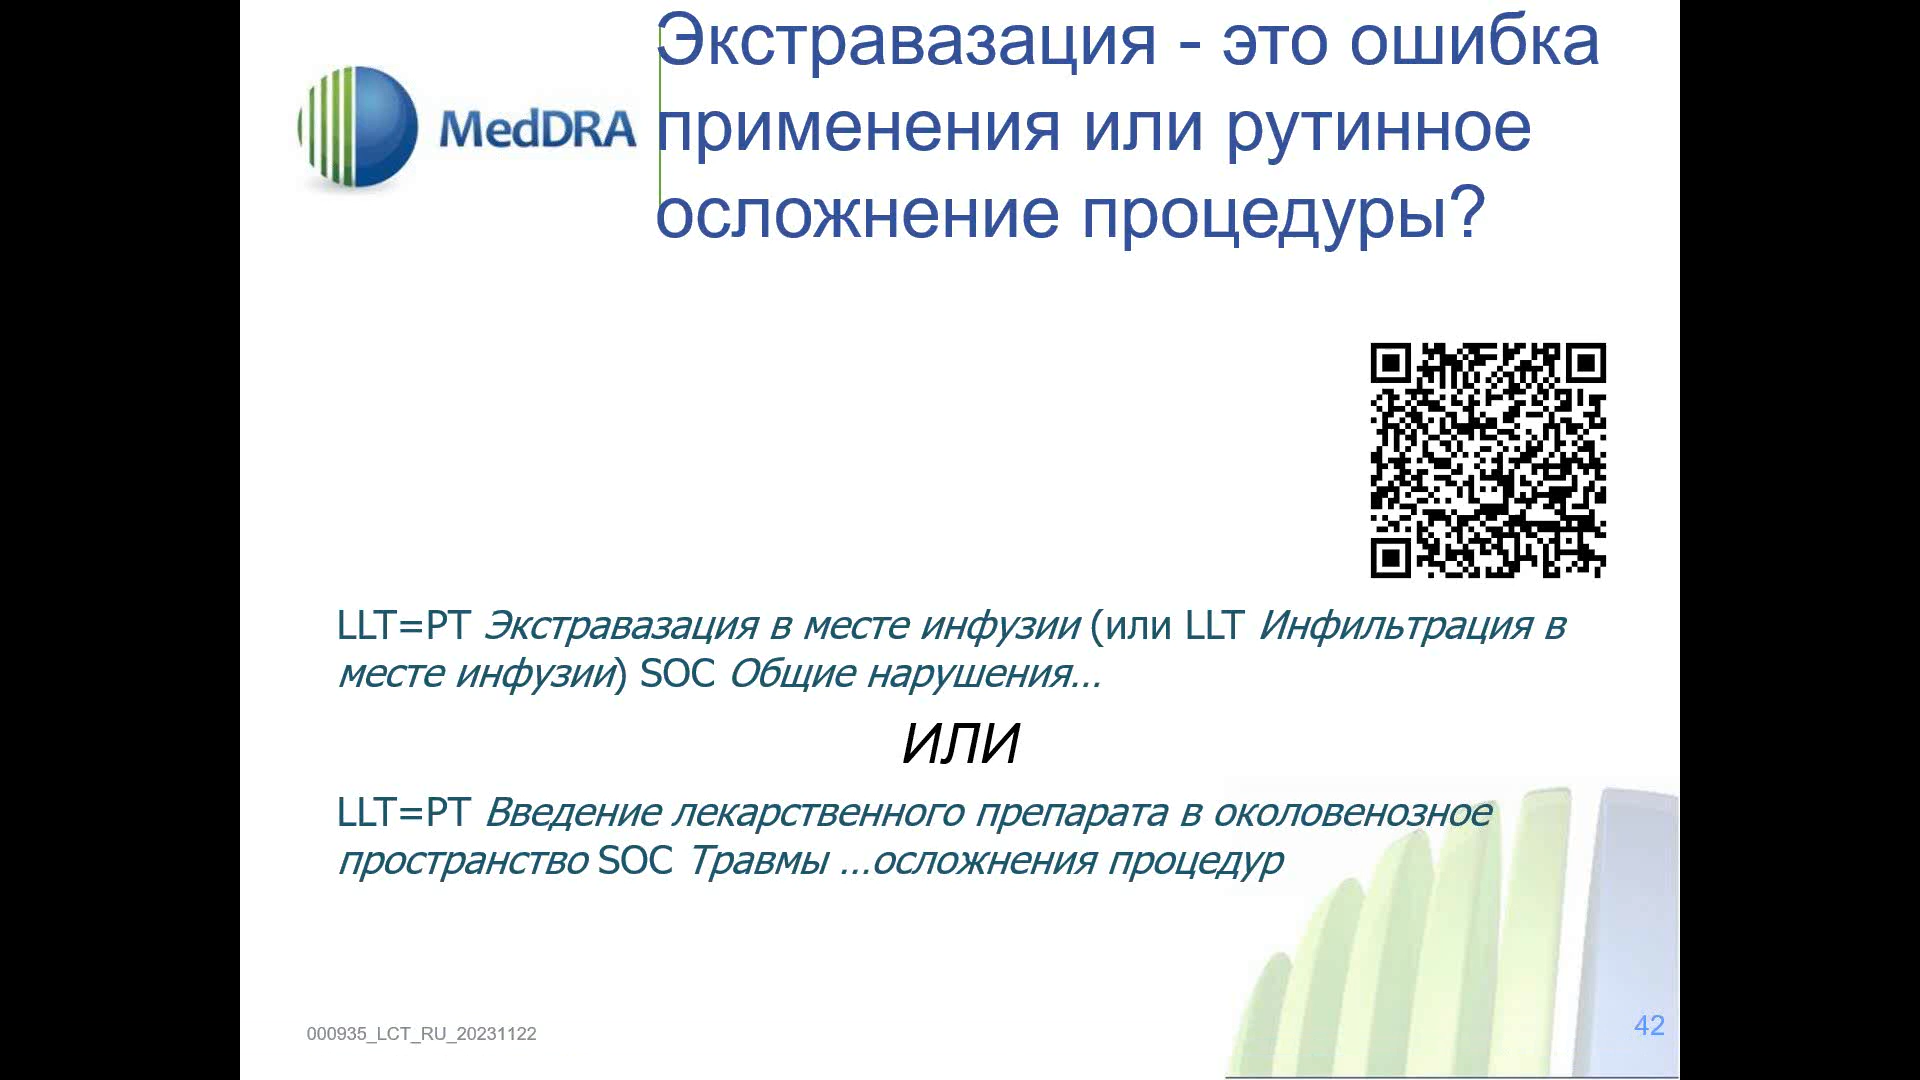 Экстравазация - это ошибка
применения или рутинное
осложнение процедуры?
MedDRA
LLT=PT Экстравазация в месте инфузии (или LLT Инфильтрация в
месте инфузии) SOC Общие нарушения…
ИЛИ
LLT=PT Введение лекарственного препарата в околовенозное
пространство SOC Травмы …осложнения процедур
000935_LCT_RU_20231122
42